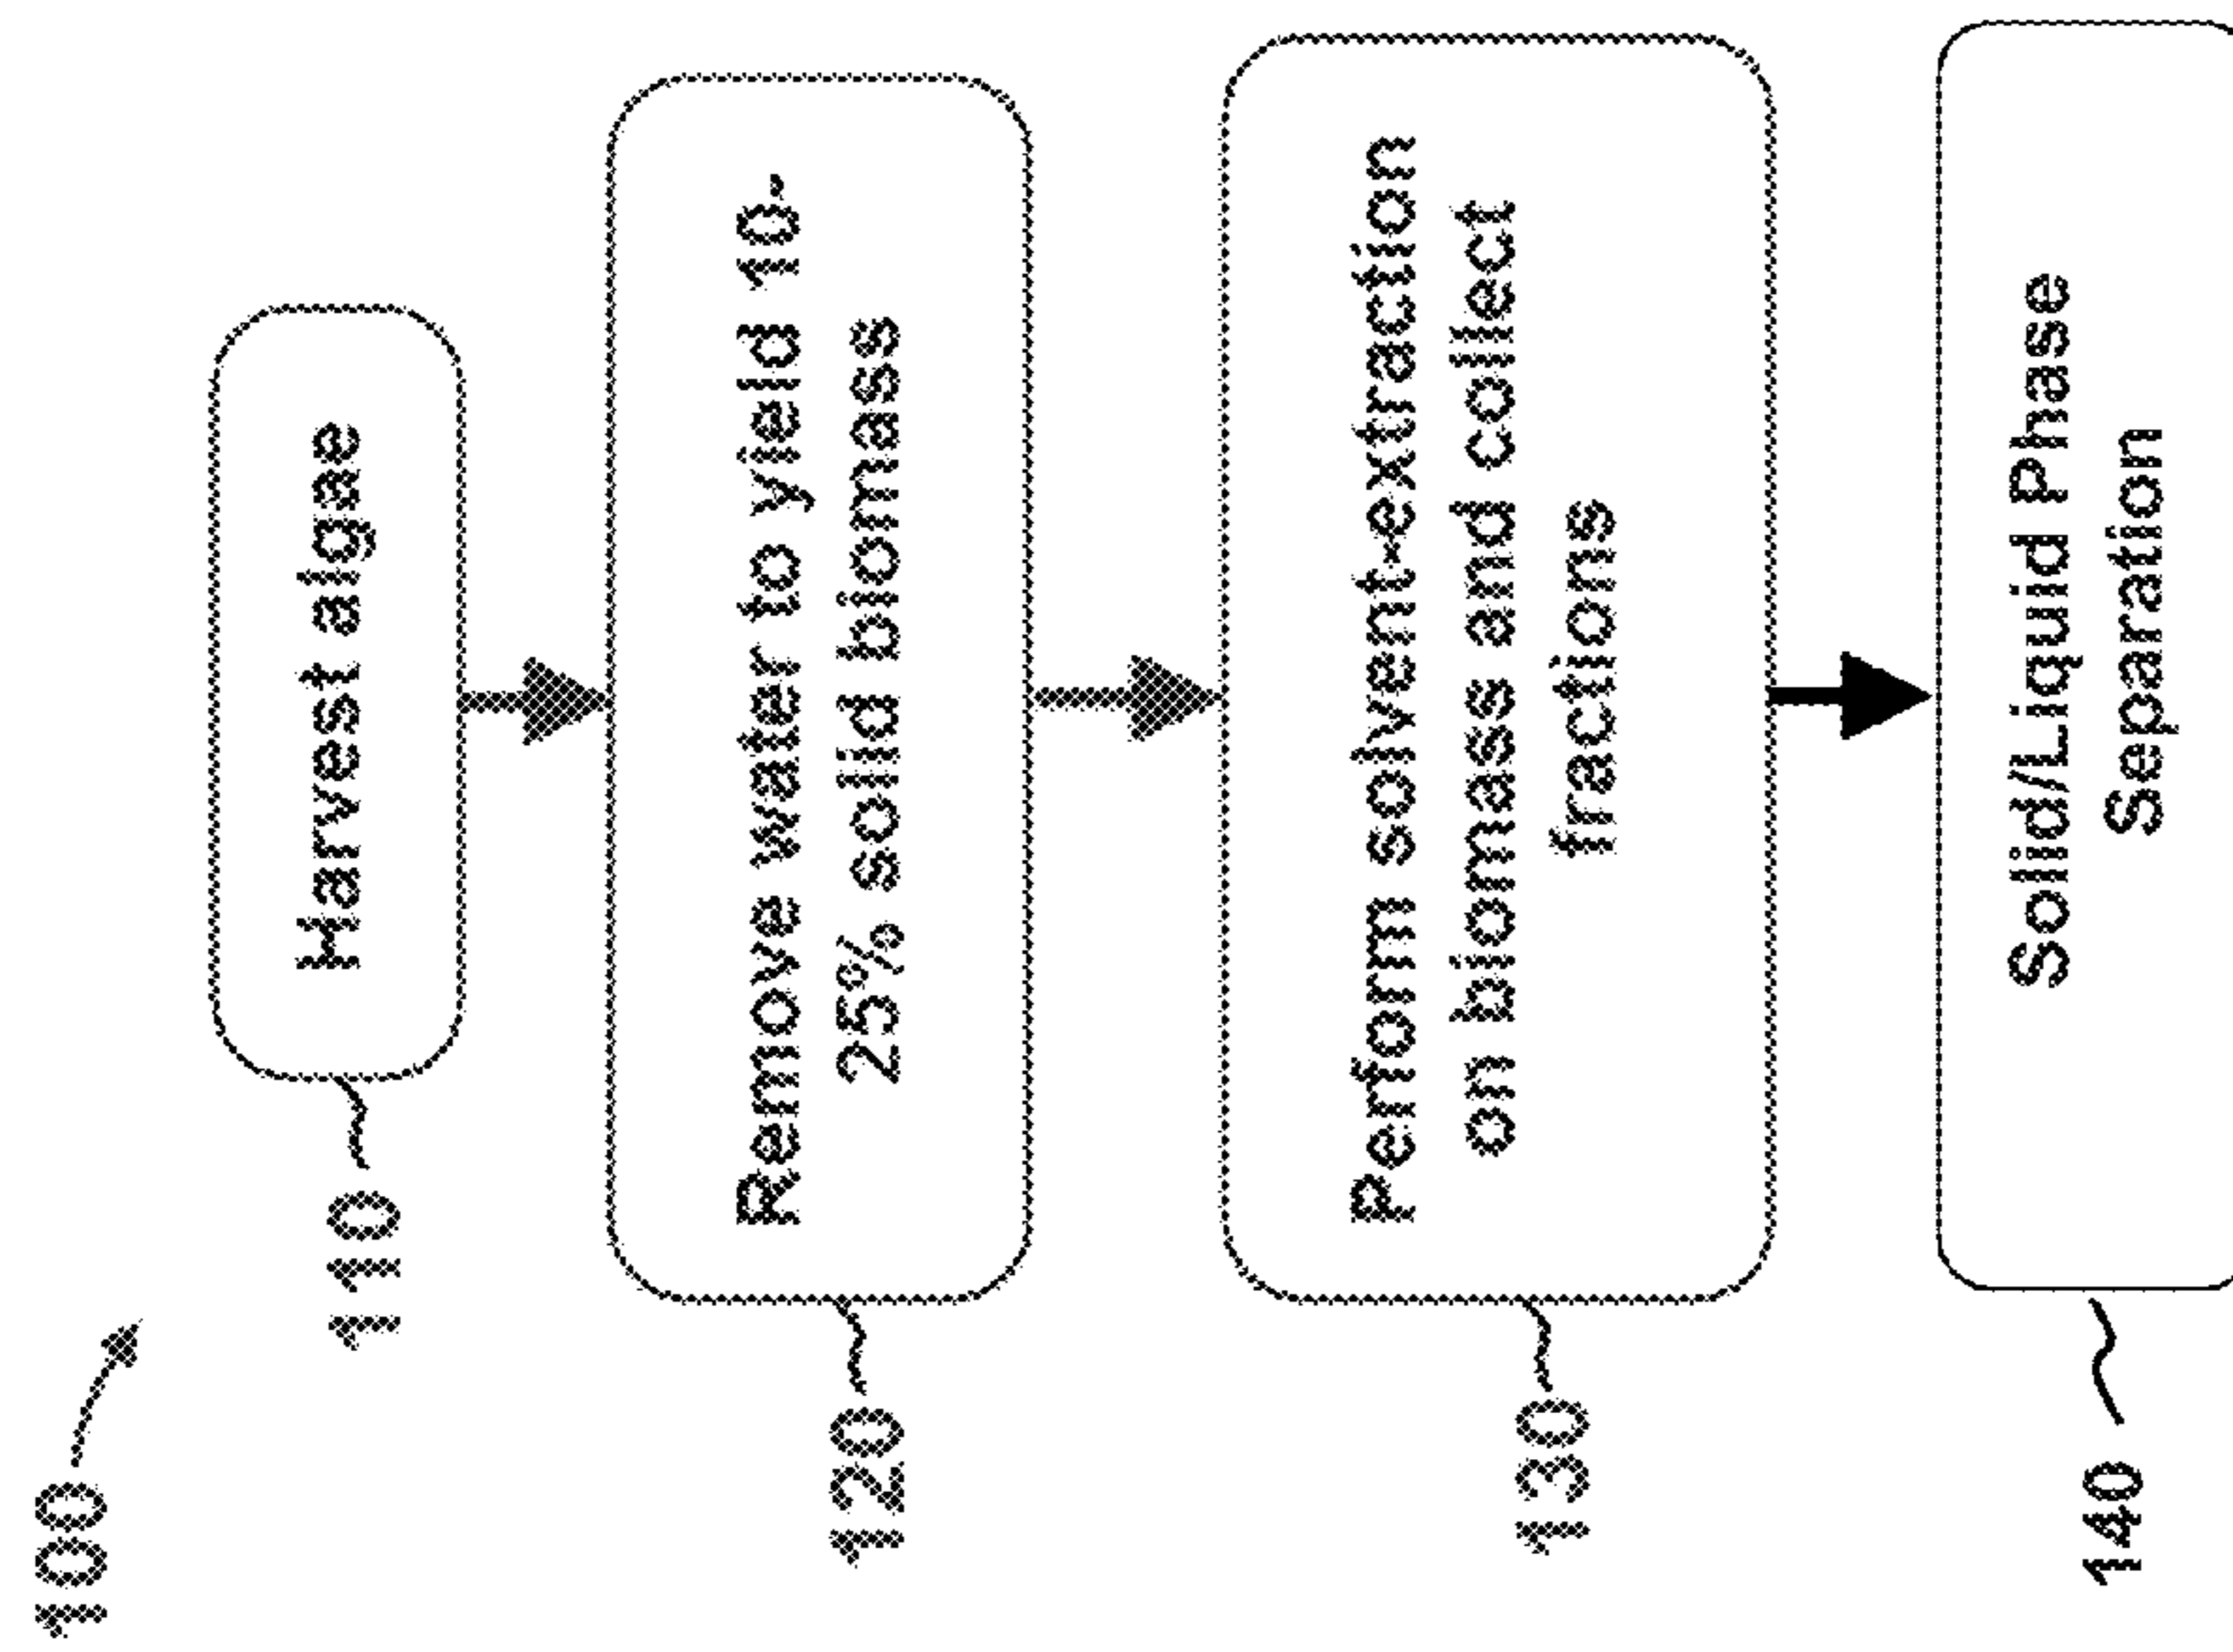 100
110
Harvest algae
120
Remove water to yield 10-
25% solid biomass
130
Perform solvent-extraction
on biomass and collect
fractions
140
Solid/Liquid Phase
Separation